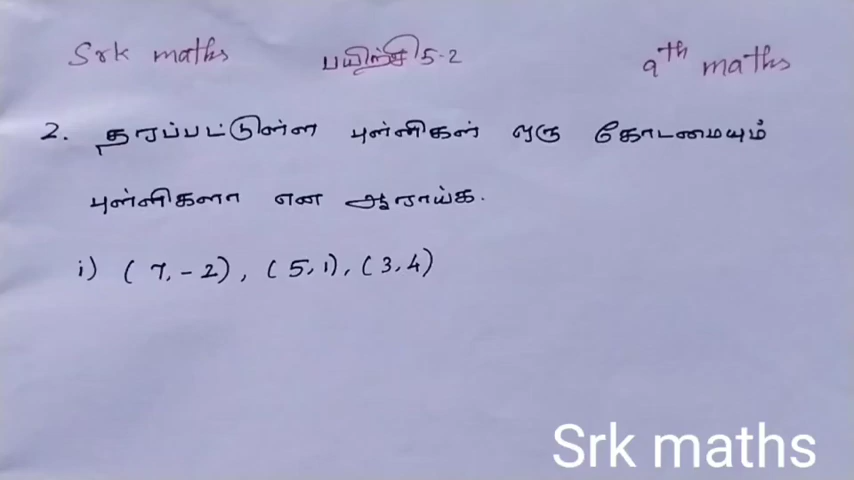 Srk maths பயிற்சி 5.2 9th maths
2. தரப்பட்டுள்ள புள்ளிகள் ஒரு கோடமையும்
புள்ளிகளா என ஆராய்க.
i) (7, -2), (5, 1), (3, 4)
Srk maths